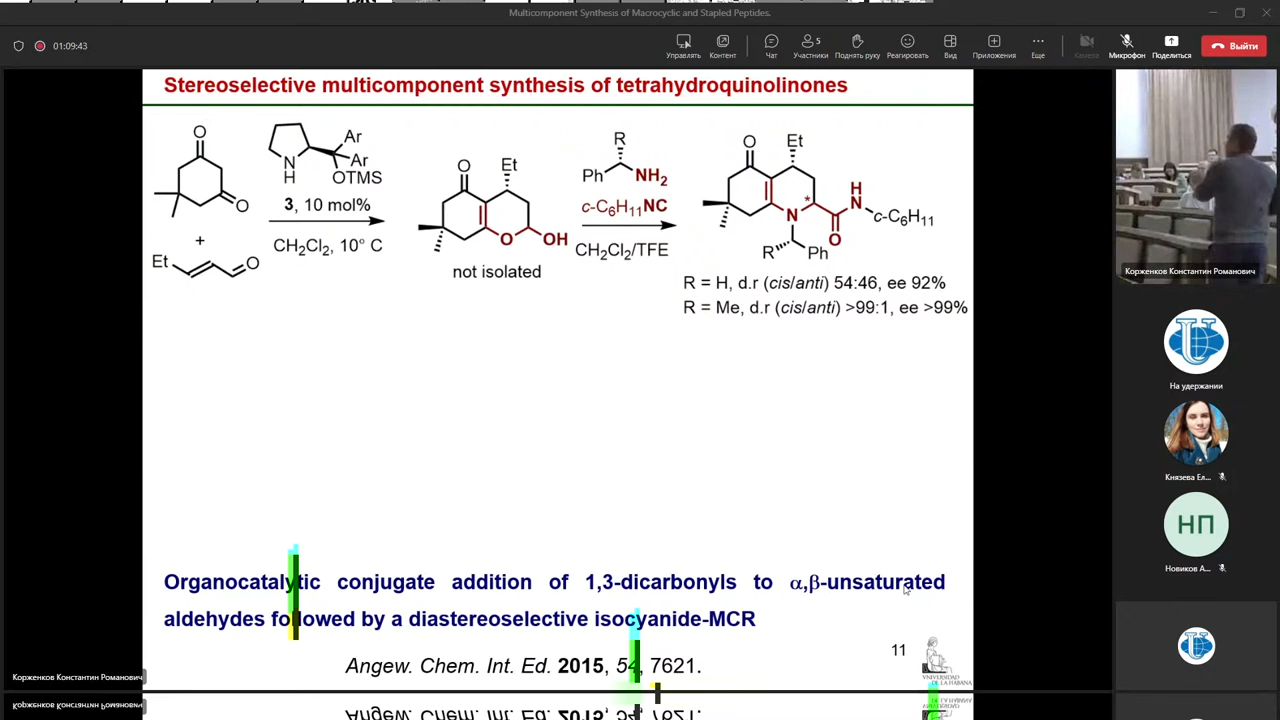 Multicomponent Synthesis of Macrocyclic and Stapled Peptides.
01:09:43
Управлять
Контент
Чат
5
Участники
Поднять руку
Реагировать
Вид
Приложения
Еще
Камера
Микрофон
Поделиться
Выйти
Stereoselective multicomponent synthesis of tetrahydroquinolinones
O
O
+
Et
O
N
H
Ar
Ar
OTMS
3, 10 mol%
CH₂Cl₂, 10° C
O
Et
O
OH
not isolated
R
Ph
NH₂
c-C₆H₁₁NC
CH₂Cl₂/TFE
O
Et
*
H
N
N
c-C₆H₁₁
O
R
Ph
R = H, d.r (cis/anti) 54:46, ee 92%
R = Me, d.r (cis/anti) >99:1, ee >99%
Organocatalytic conjugate addition of 1,3-dicarbonyls to α,β-unsaturated
aldehydes followed by a diastereoselective isocyanide-MCR
Angew. Chem. Int. Ed. 2015, 54, 7621.
11
VNIVERSIDAD
DE LA HABANA
Корженков Константин Романович
Корженков Константин Романович
На удержании
Князева Ел...
НП
Новиков А...